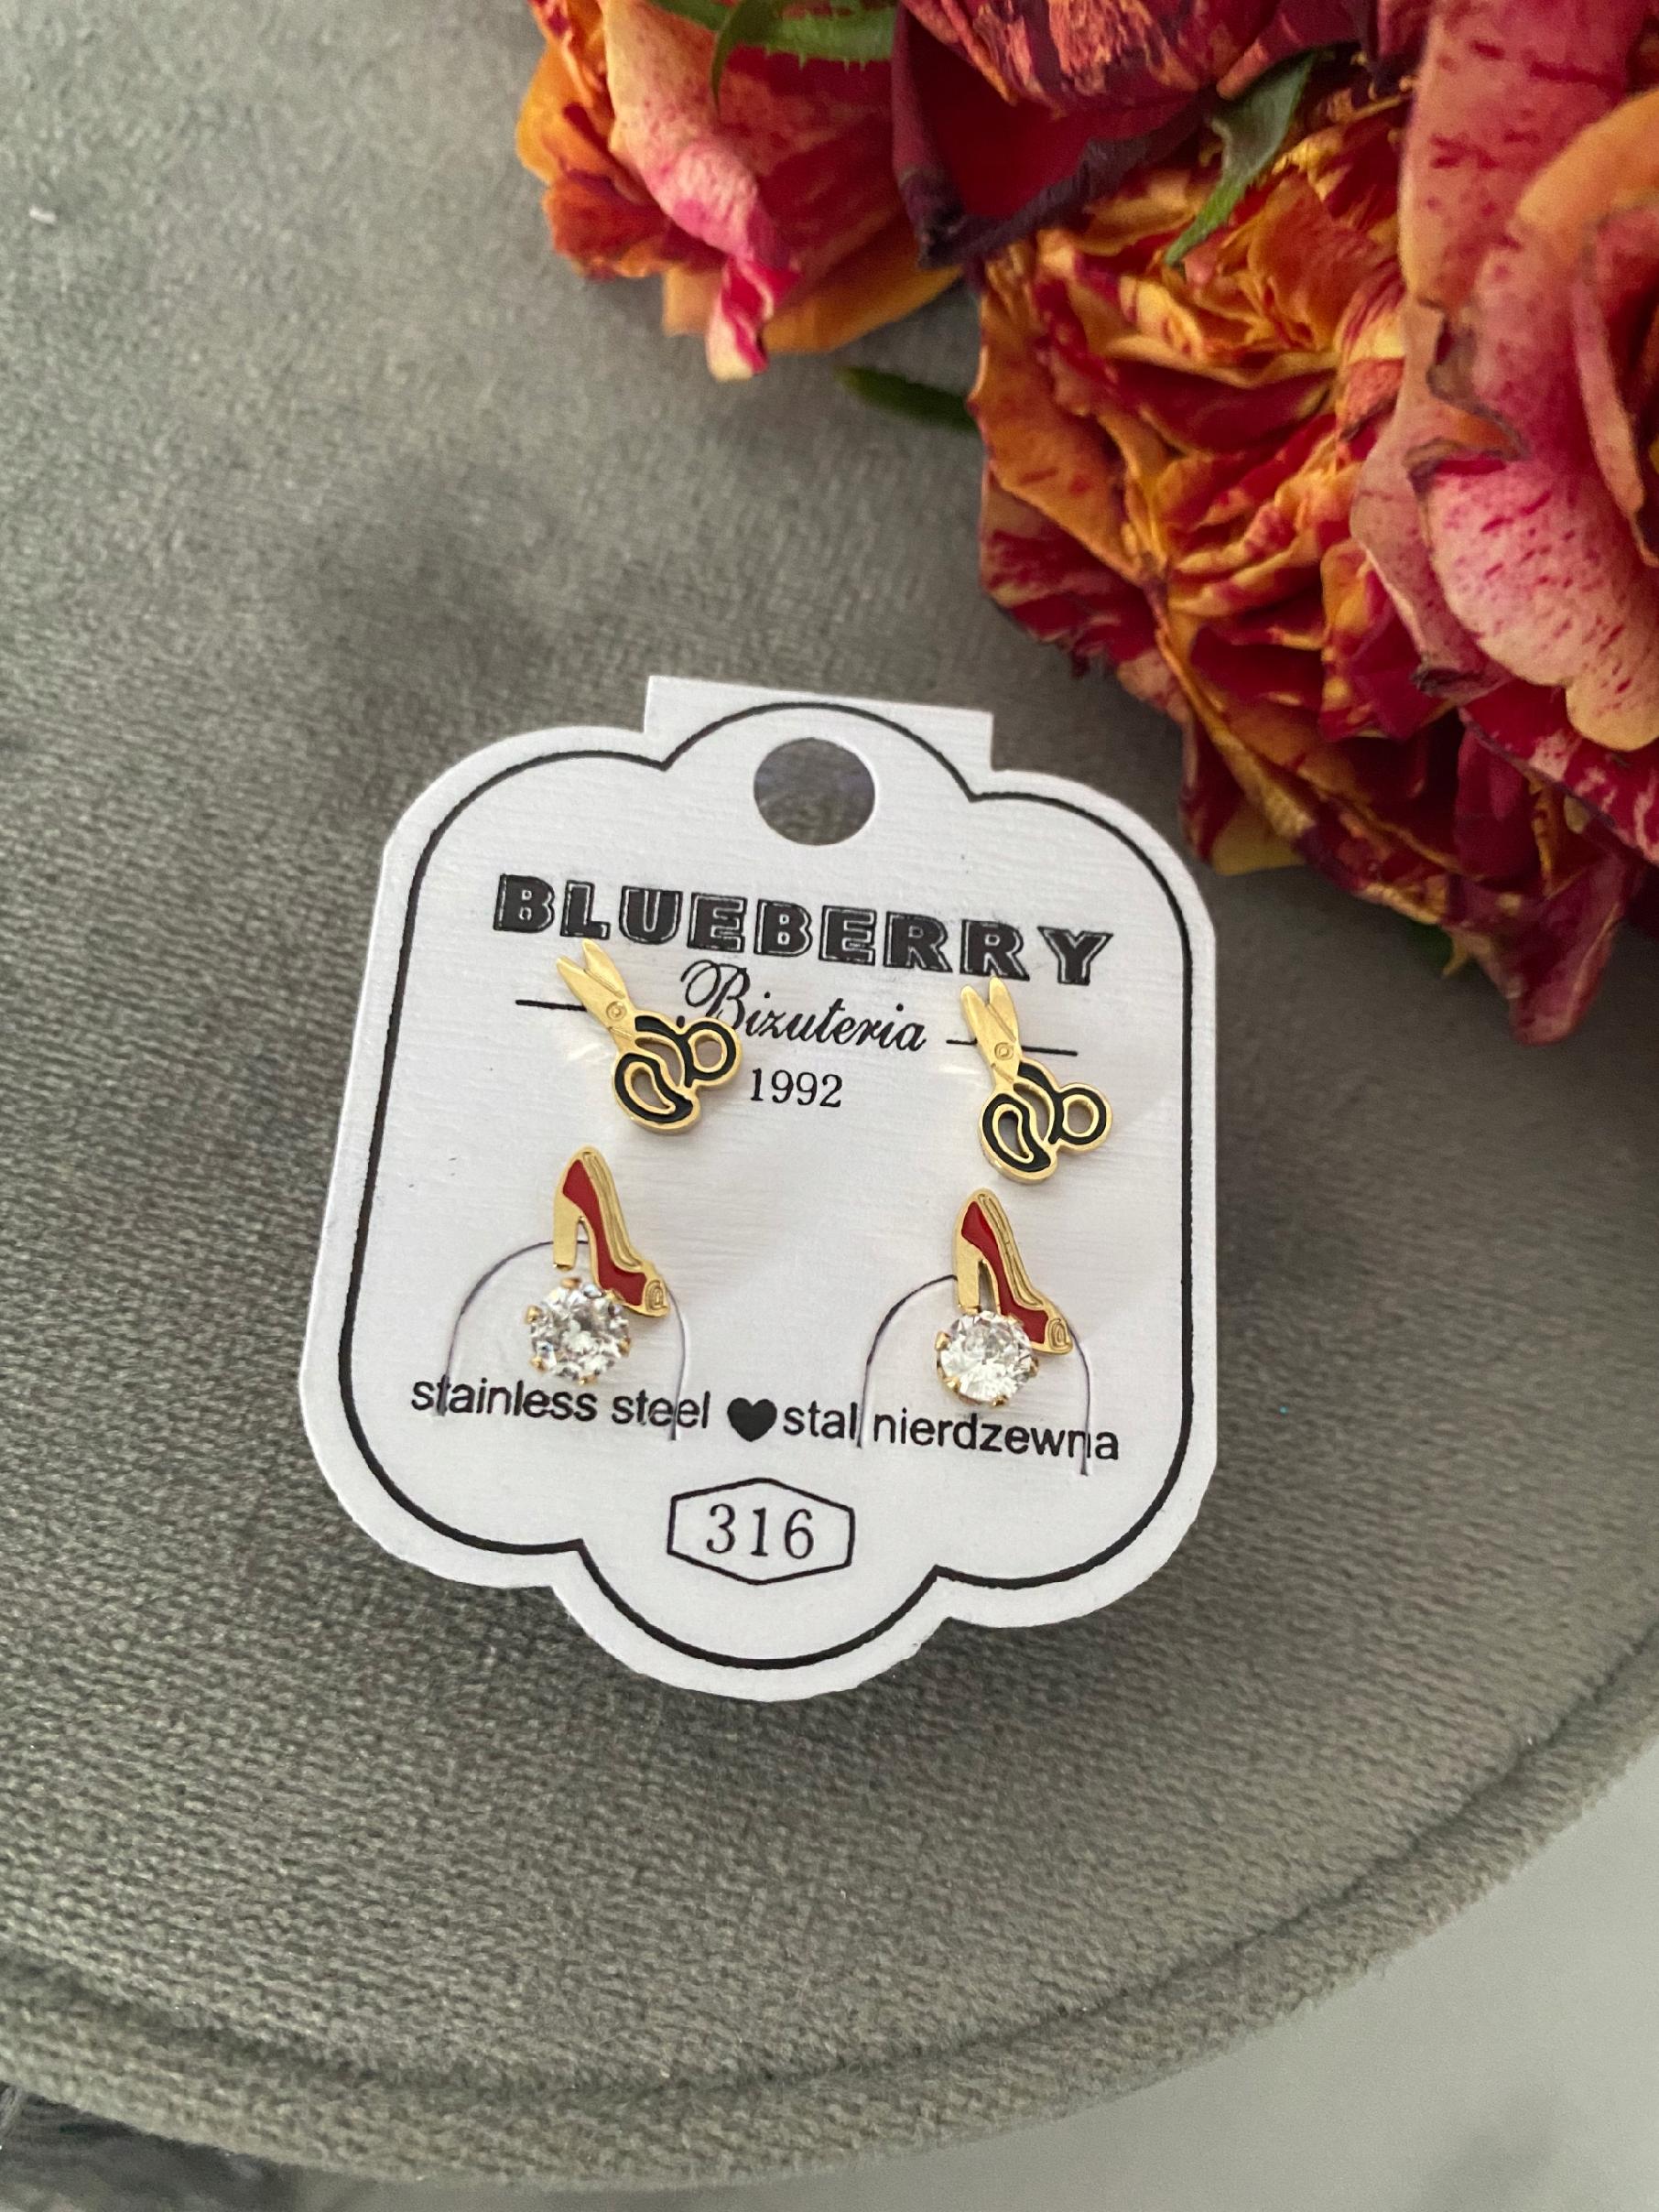 BLUEBERRY
Bizuteria
1992
stainless steel ♥ stal nierdzewna
316